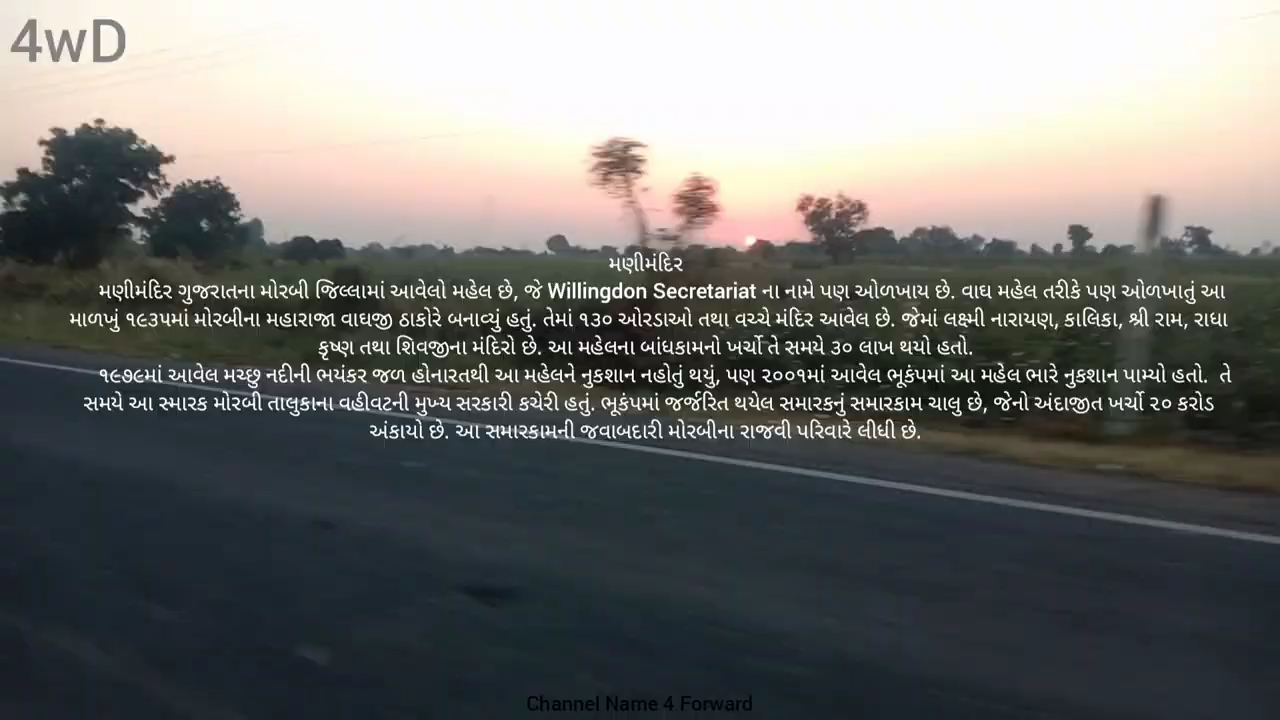 4wD
મણીમંદિર
મણીમંદિર ગુજરાતના મોરબી જિલ્લામાં આવેલો મહેલ છે, જે Willingdon Secretariat ના નામે પણ ઓળખાય છે. વાઘ મહેલ તરીકે પણ ઓળખાતું આ
માળખું ૧૯૩૫માં મોરબીના મહારાજા વાઘજી ઠાકોરે બનાવ્યું હતું. તેમાં ૧૩૦ ઓરડાઓ તથા વચ્ચે મંદિર આવેલ છે. જેમાં લક્ષ્મી નારાયણ, કાલિકા, શ્રી રામ, રાધા
કૃષ્ણ તથા શિવજીના મંદિરો છે. આ મહેલના બાંધકામનો ખર્ચો તે સમયે ૩૦ લાખ થયો હતો.
૧૯૭૯માં આવેલ મચ્છુ નદીની ભયંકર જળ હોનારતથી આ મહેલને નુકશાન નહોતું થયું, પણ ૨૦૦૧માં આવેલ ભૂકંપમાં આ મહેલ ભારે નુકશાન પામ્યો હતો. તે
સમયે આ સ્મારક મોરબી તાલુકાના વહીવટની મુખ્ય સરકારી કચેરી હતું. ભૂકંપમાં જર્જરિત થયેલ સમારકનું સમારકામ ચાલુ છે, જેનો અંદાજીત ખર્ચો ૨૦ કરોડ
અંકાયો છે. આ સમારકામની જવાબદારી મોરબીના રાજવી પરિવારે લીધી છે.
Channel Name 4 Forward